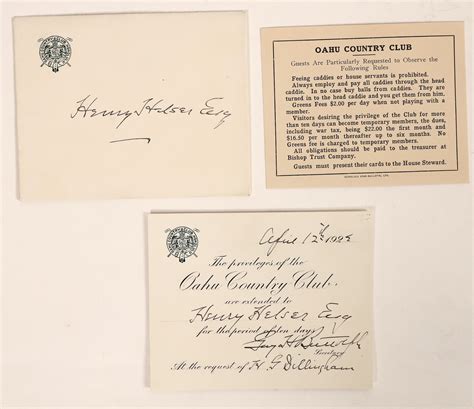 Henry Helser Esq
OAHU COUNTRY CLUB
Guests Are Particularly Requested to Observe the
Following Rules
Feeing caddies or house servants is prohibited.
Always employ and pay all caddies through the head
caddie. In no case buy balls from caddies. They are
turned in to the head caddie and you get them from him.
Greens Fees $2.00 per day when not playing with a
member.
Visitors desiring the privilege of the Club for more
than ten days can become temporary members, the dues,
including war tax, being $22.00 the first month and
$16.50 per month thereafter up to six months. No
Greens fee is charged to temporary members.
All obligations should be paid to the treasurer at
Bishop Trust Company.
Guests must present their cards to the House Steward.
April 12th
The privileges of the
Oahu Country Club
are extended to
Henry Helser Esq
for the period of ten days
Secretary
At the request of H G Dillingham